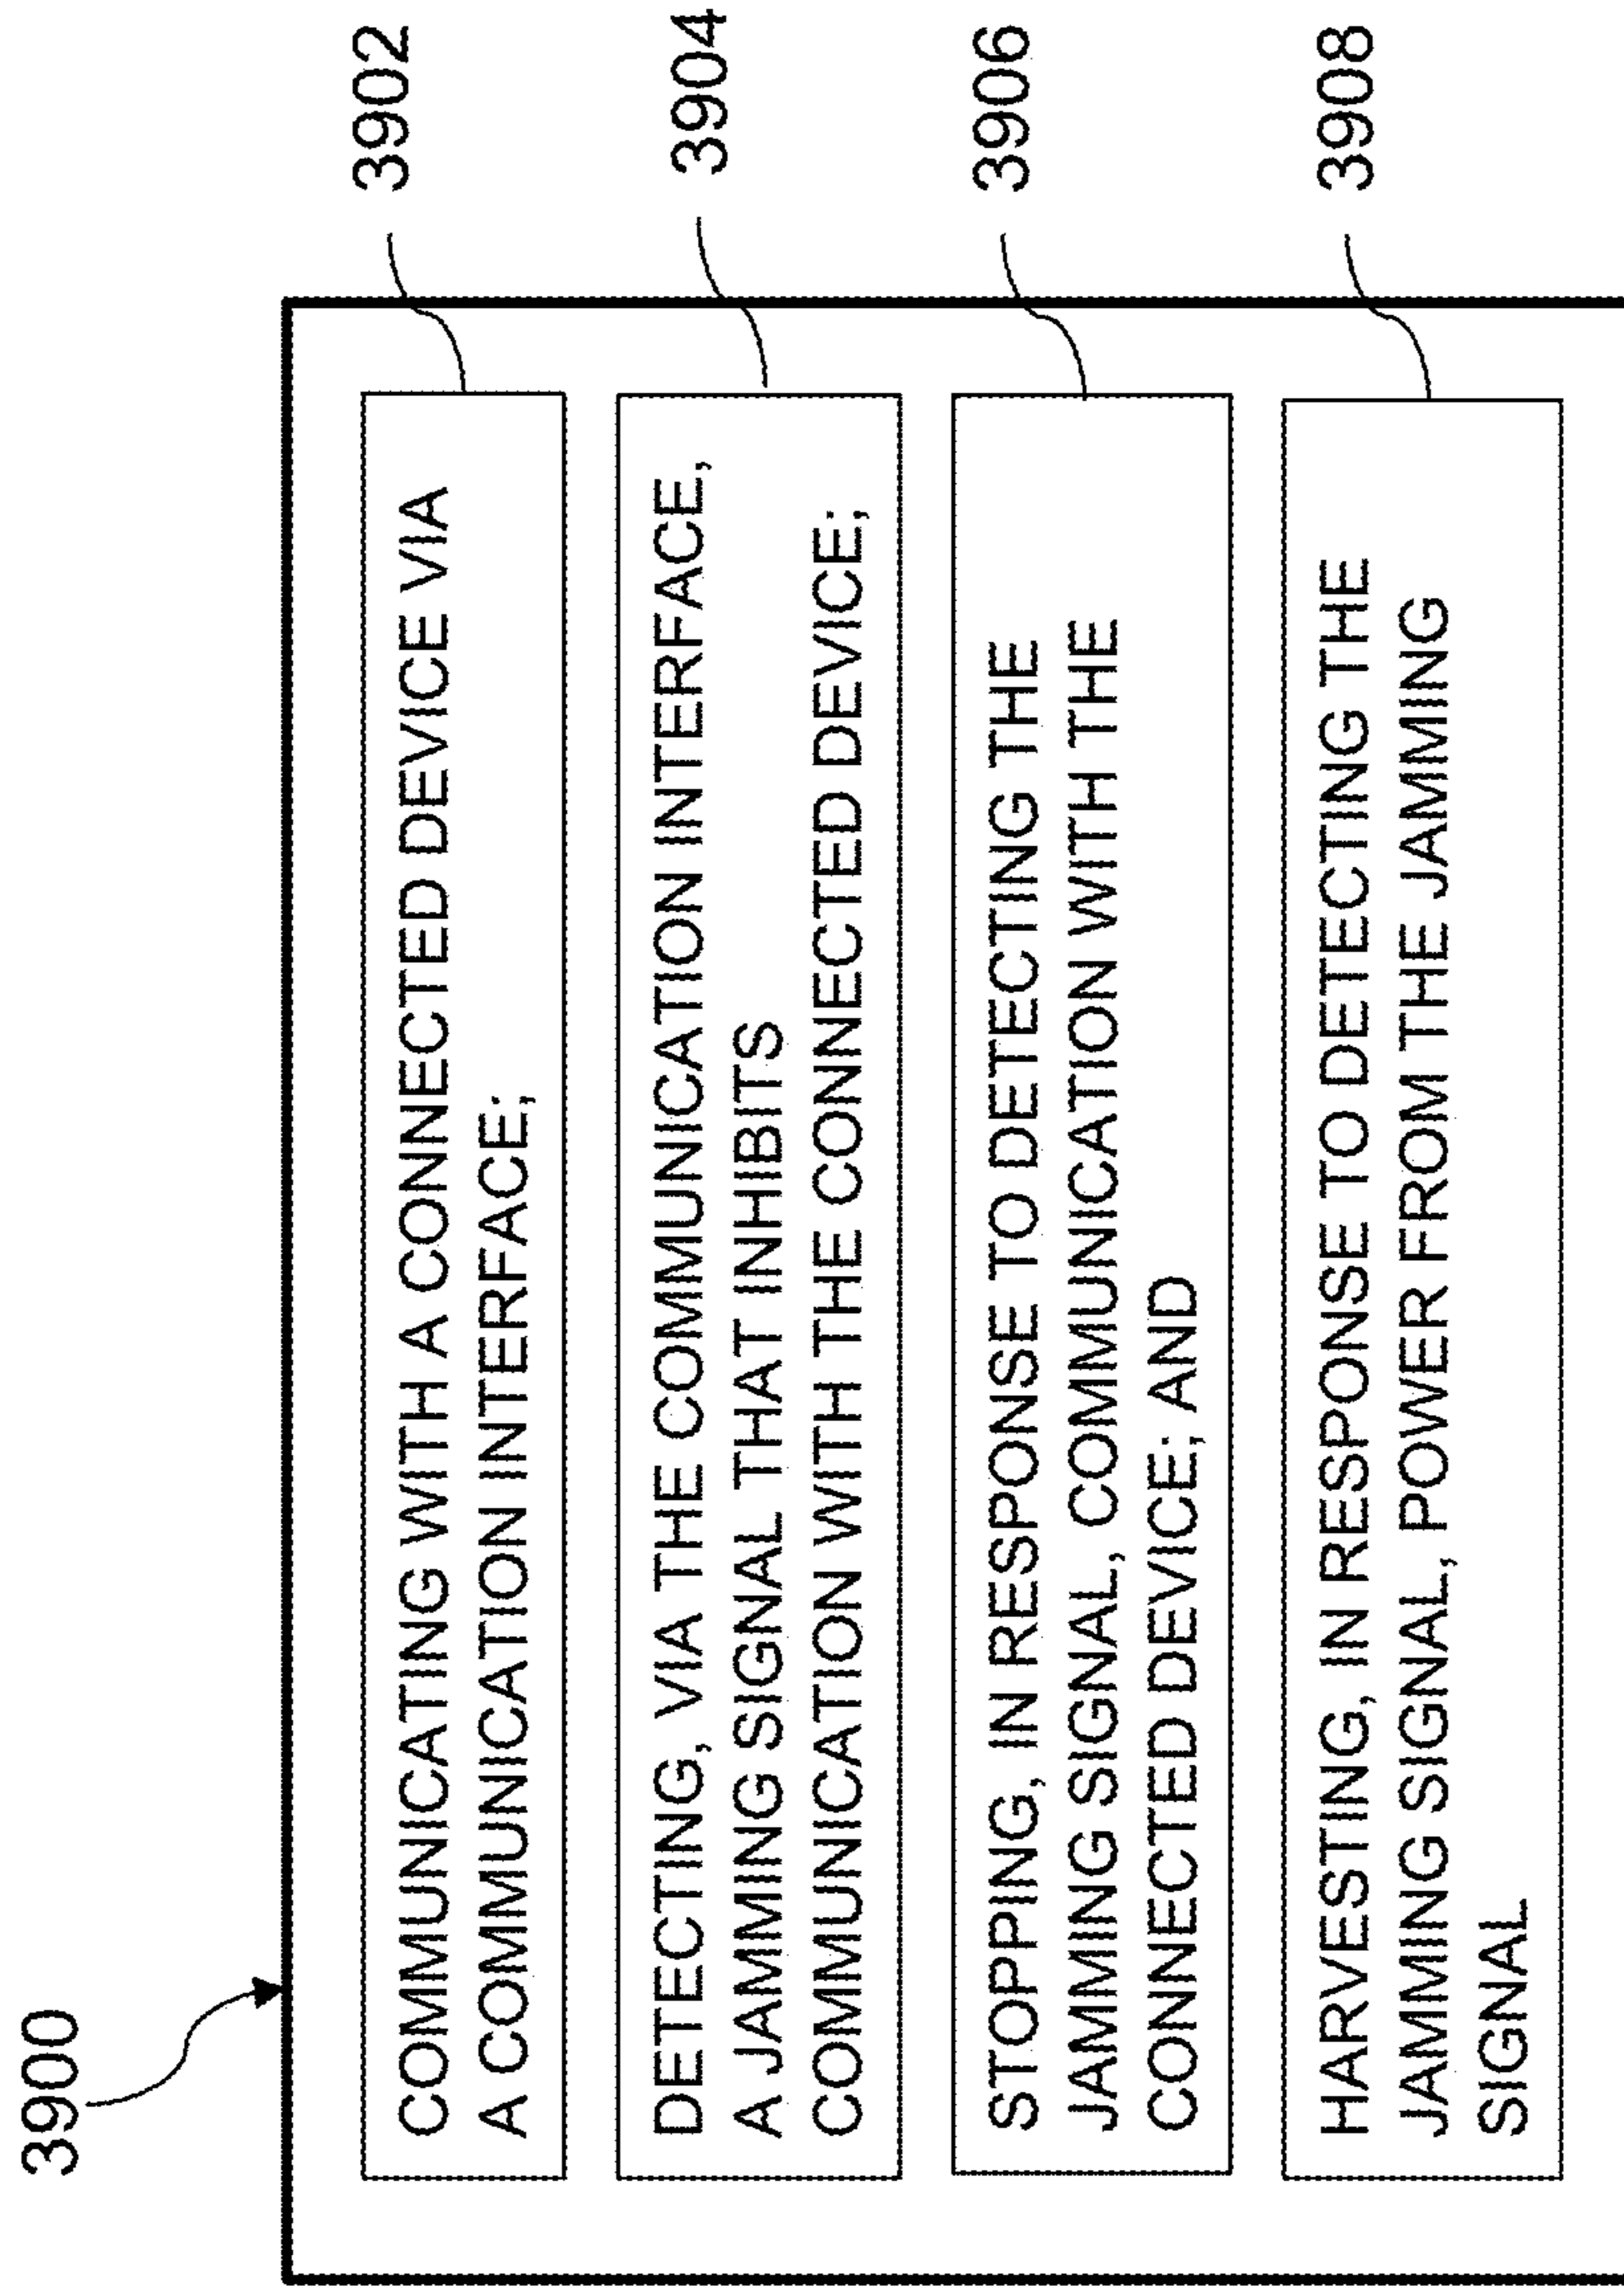 3900
COMMUNICATING WITH A CONNECTED DEVICE VIA
A COMMUNICATION INTERFACE;
3902
DETECTING, VIA THE COMMUNICATION INTERFACE,
A JAMMING SIGNAL THAT INHIBITS
COMMUNICATION WITH THE CONNECTED DEVICE;
3904
STOPPING, IN RESPONSE TO DETECTING THE
JAMMING SIGNAL, COMMUNICATION WITH THE
CONNECTED DEVICE; AND
3906
HARVESTING, IN RESPONSE TO DETECTING THE
JAMMING SIGNAL, POWER FROM THE JAMMING
SIGNAL
3908